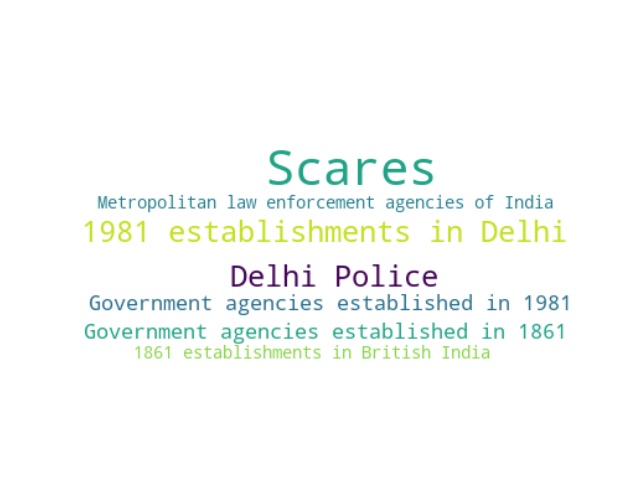 Scares
Metropolitan law enforcement agencies of India
1981 establishments in Delhi
Delhi Police
Government agencies established in 1981
Government agencies established in 1861
1861 establishments in British India